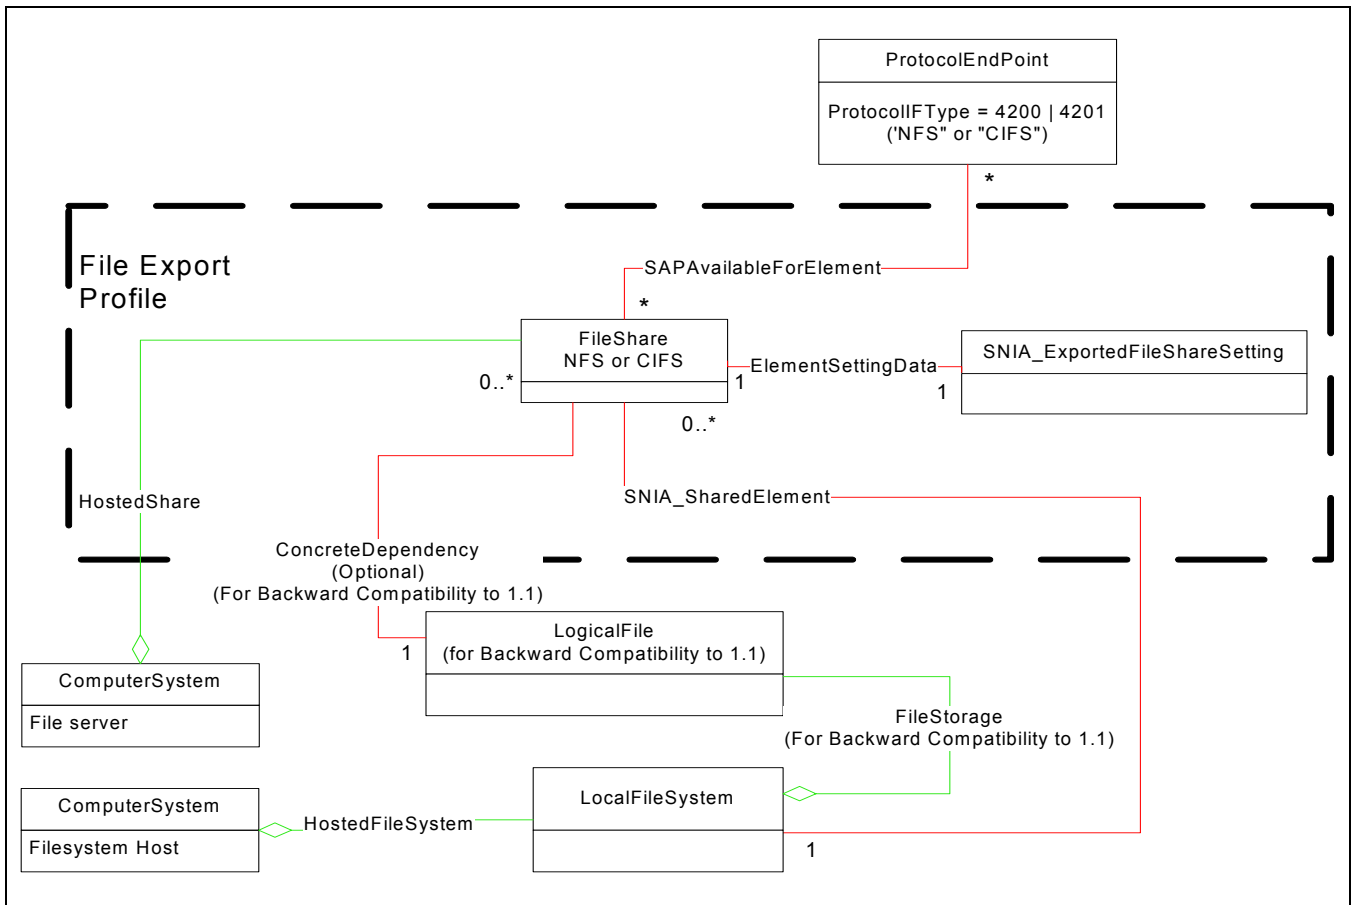 ProtocolEndPoint
ProtocolIFType = 4200 | 4201
('NFS" or "CIFS")
*
File Export
Profile
SAPAvailableForElement
*
FileShare
NFS or CIFS
SNIA_ExportedFileShareSetting
ElementSettingData
0..*
1
1
0..*
HostedShare
SNIA_SharedElement
ConcreteDependency
(Optional)
(For Backward Compatibility to 1.1)
LogicalFile
(for Backward Compatibility to 1.1)
1
ComputerSystem
File server
FileStorage
(For Backward Compatibility to 1.1)
ComputerSystem
Filesystem Host
HostedFileSystem
LocalFileSystem
1